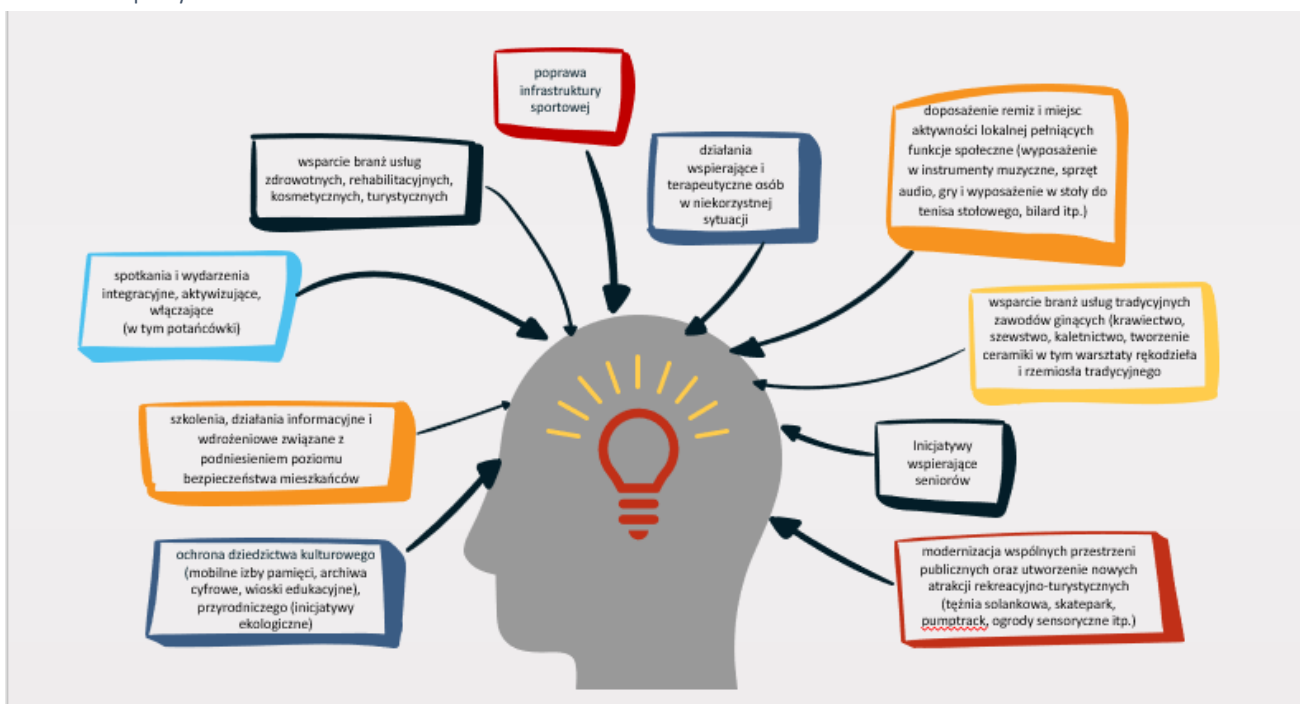 poprawa
infrastruktury
sportowej
wsparcie branż usług
zdrowotnych, rehabilitacyjnych,
kosmetycznych, turystycznych
działania
wspierające i
terapeutyczne osób
w niekorzystnej
sytuacji
doposażenie remiz i miejsc
aktywności lokalnej pełniących
funkcje społeczne (wyposażenie
w instrumenty muzyczne, sprzęt
audio, gry i wyposażenie w stoły do
tenisa stołowego, bilard itp.)
spotkania i wydarzenia
integracyjne, aktywizujące,
włączające
(w tym potańcówki)
wsparcie branż usług tradycyjnych
zawodów ginących (krawiectwo,
szewstwo, kaletnictwo, tworzenie
ceramiki w tym warsztaty rękodzieła
i rzemiosła tradycyjnego
szkolenia, działania informacyjne i
wdrożeniowe związane z
podniesieniem poziomu
bezpieczeństwa mieszkańców
Inicjatywy
wspierające
seniorów
ochrona dziedzictwa kulturowego
(mobilne izby pamięci, archiwa
cyfrowe, wioski edukacyjne),
przyrodniczego (inicjatywy
ekologiczne)
modernizacja wspólnych przestrzeni
publicznych oraz utworzenie nowych
atrakcji rekreacyjno-turystycznych
(tężnia solankowa, skatepark,
pumptrack, ogrody sensoryczne itp.)